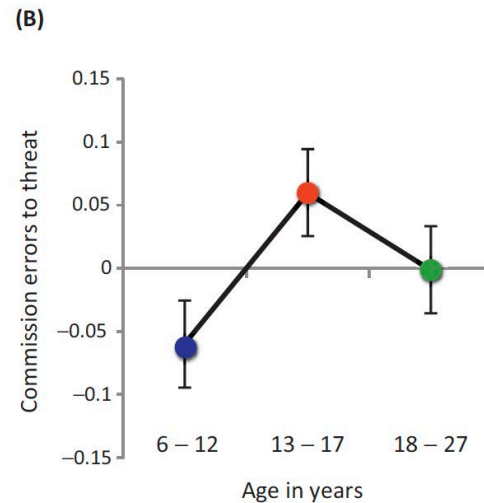 (B)
0.15
0.1
0.05
0
−0.05
−0.1
−0.15
Commission errors to threat
6 – 12 13 – 17 18 – 27
Age in years